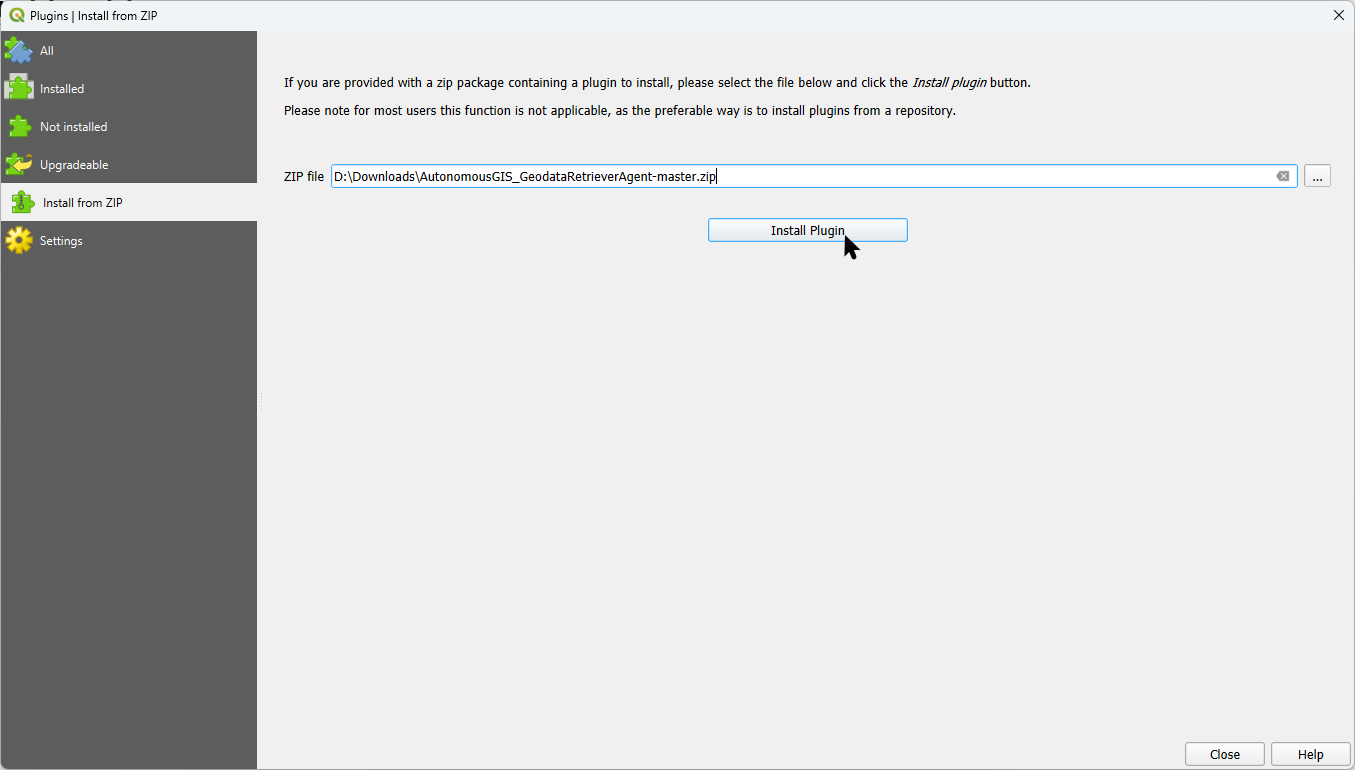 Plugins | Install from ZIP
All
Installed
Not installed
Upgradeable
Install from ZIP
Settings
If you are provided with a zip package containing a plugin to install, please select the file below and click the Install plugin button.
Please note for most users this function is not applicable, as the preferable way is to install plugins from a repository.
ZIP file D:\Downloads\AutonomousGIS_GeodataRetrieverAgent-master.zip ...
Install Plugin
Close Help